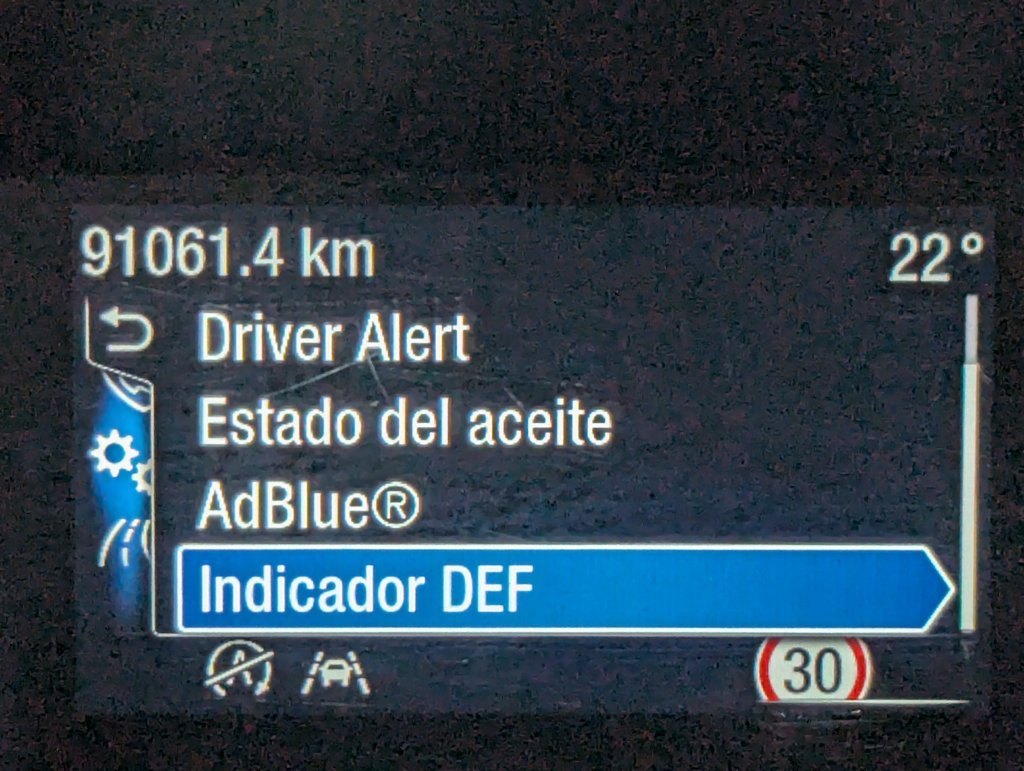 91061.4 km 22°
Driver Alert
Estado del aceite
AdBlue®
Indicador DEF
A
30